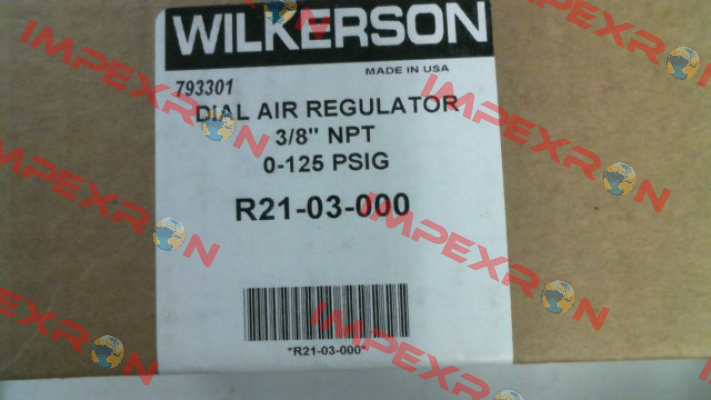 WILKERSON
MADE IN USA
793301
DIAL AIR REGULATOR
3/8" NPT
0-125 PSIG
R21-03-000
*R21-03-000*
IMPEXRON
IMPEXRON
IMPEXRON
IMPEXRON
IMPEXRON
IMPEXRON